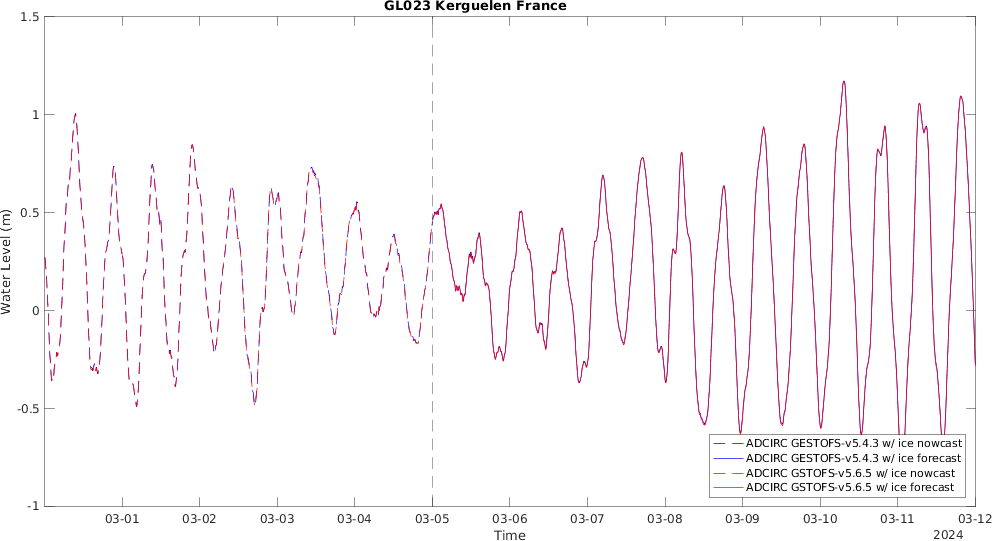 GL023 Kerguelen France
1.5
1
0.5
0
-0.5
-1
Water Level (m)
ADCIRC GESTOFS-v5.4.3 w/ ice nowcast
ADCIRC GESTOFS-v5.4.3 w/ ice forecast
ADCIRC GSTOFS-v5.6.5 w/ ice nowcast
ADCIRC GSTOFS-v5.6.5 w/ ice forecast
03-01 03-02 03-03 03-04 03-05 03-06 03-07 03-08 03-09 03-10 03-11 03-12
Time
2024